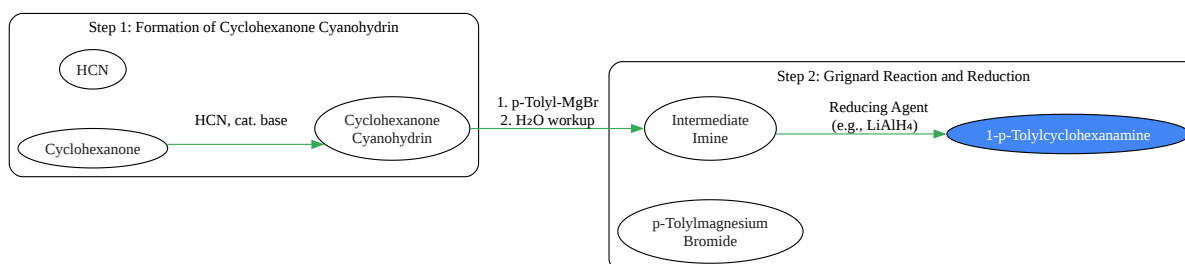 Step 1: Formation of Cyclohexanone Cyanohydrin
HCN
HCN, cat. base
Cyclohexanone
Cyclohexanone
Cyanohydrin
1. p-Tolyl-MgBr
2. H₂O workup
Step 2: Grignard Reaction and Reduction
Intermediate
Imine
Reducing Agent
(e.g., LiAlH₄)
1-p-Tolylcyclohexanamine
p-Tolylmagnesium
Bromide